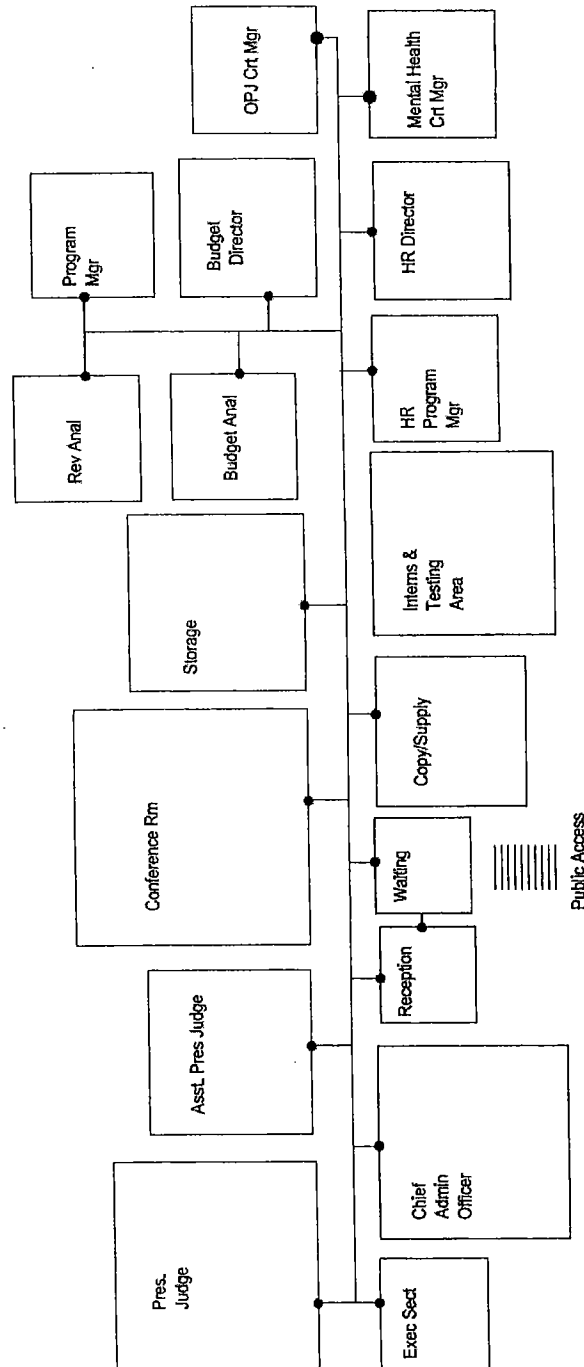 Pres.
Judge
Asst. Pres Judge
Conference Rm
Storage
Rev Anal
Budget Anal
Program
Mgr
Budget
Director
OPJ Crt Mgr
Exec Sect
Chief
Admin
Officer
Reception
Waiting
Public Access
Copy/Supply
Interns &
Testing
Area
HR
Program
Mgr
HR Director
Mental Health
Crt Mgr